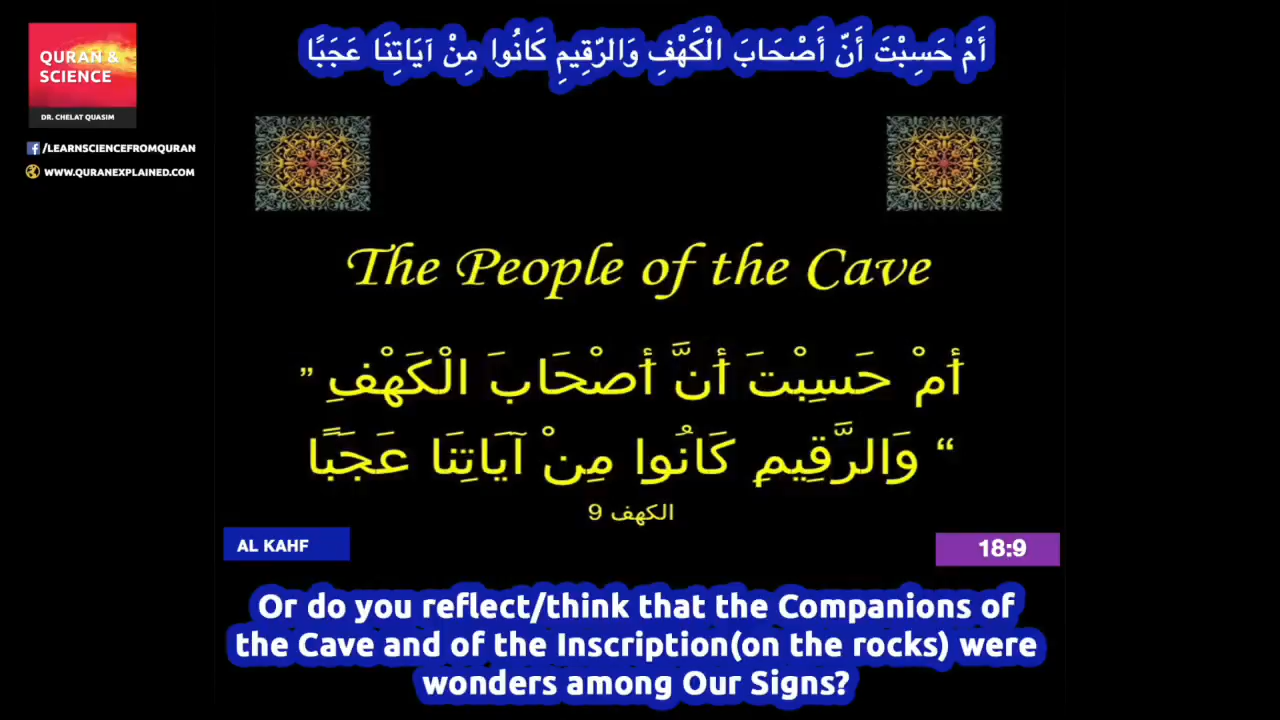 أَمْ حَسِبْتَ أَنّ أَصْحَابَ الْكَهْفِ وَالرّقِيمِ كَانُوا مِنْ آيَاتِنَا عَجَبًا
QURAN &
SCIENCE
DR. CHELAT QUASIM
/LEARNSCIENCEFROMQURAN
WWW.QURANEXPLAINED.COM
The People of the Cave
أَمْ حَسِبْتَ أَنَّ أَصْحَابَ الْكَهْفِ ”
“ وَالرَّقِيمِ كَانُوا مِنْ آيَاتِنَا عَجَبًا
الكهف 9
AL KAHF
18:9
Or do you reflect/think that the Companions of
the Cave and of the Inscription(on the rocks) were
wonders among Our Signs?